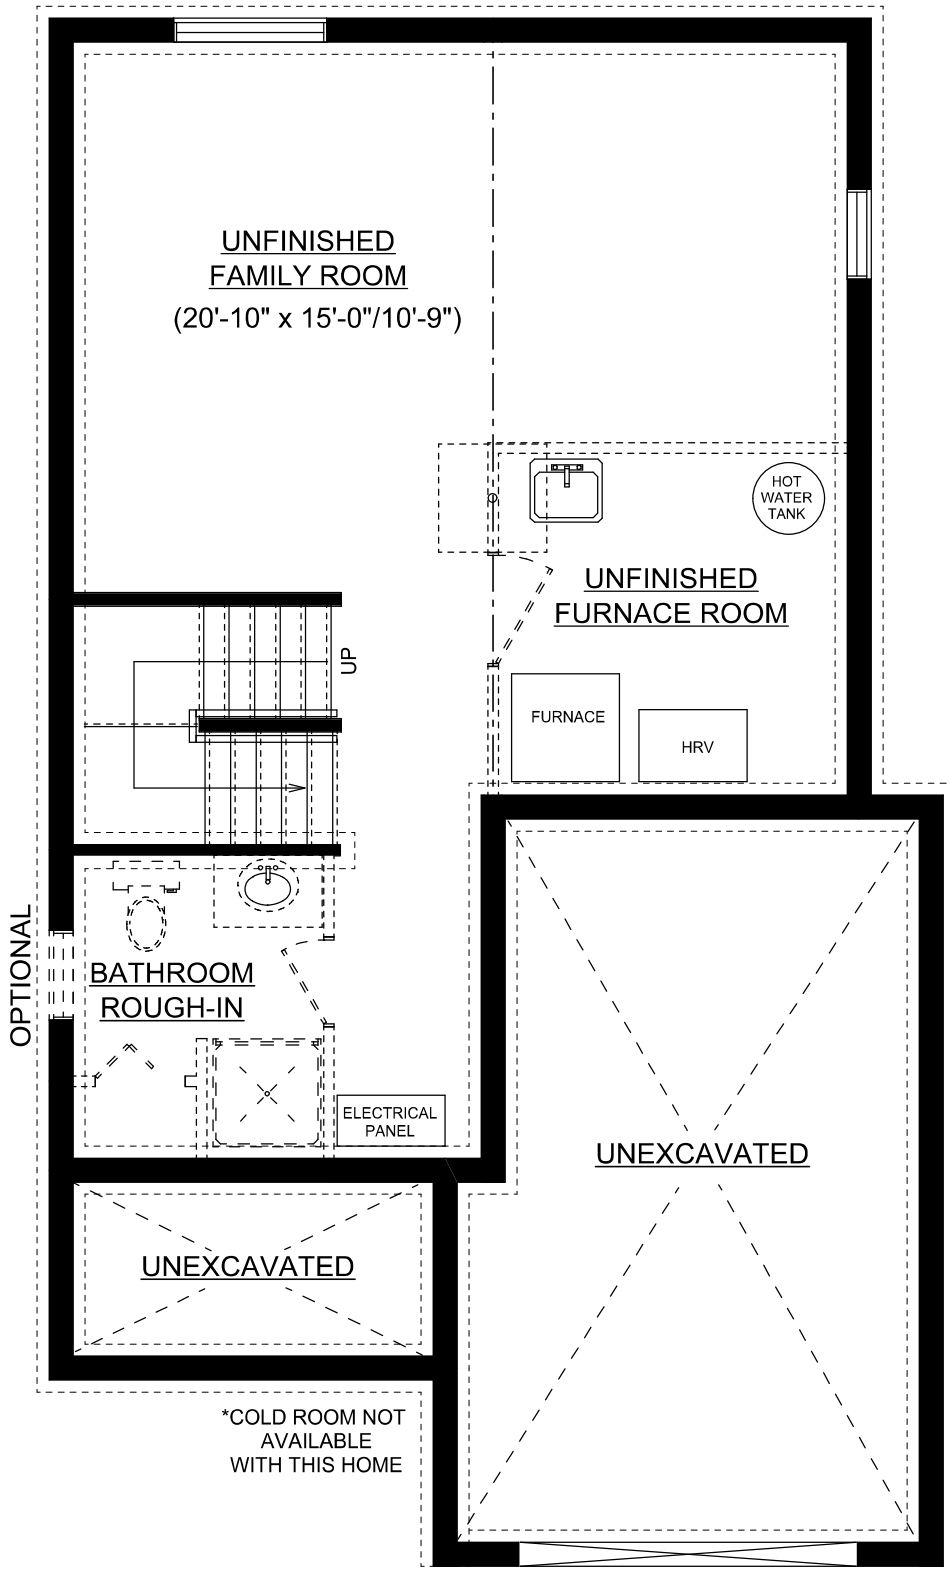 UNFINISHED
FAMILY ROOM
(20'-10" x 15'-0"/10'-9")
HOT
WATER
TANK
UNFINISHED
FURNACE ROOM
UP
FURNACE
HRV
OPTIONAL
BATHROOM
ROUGH-IN
ELECTRICAL
PANEL
UNEXCAVATED
UNEXCAVATED
*COLD ROOM NOT
AVAILABLE
WITH THIS HOME